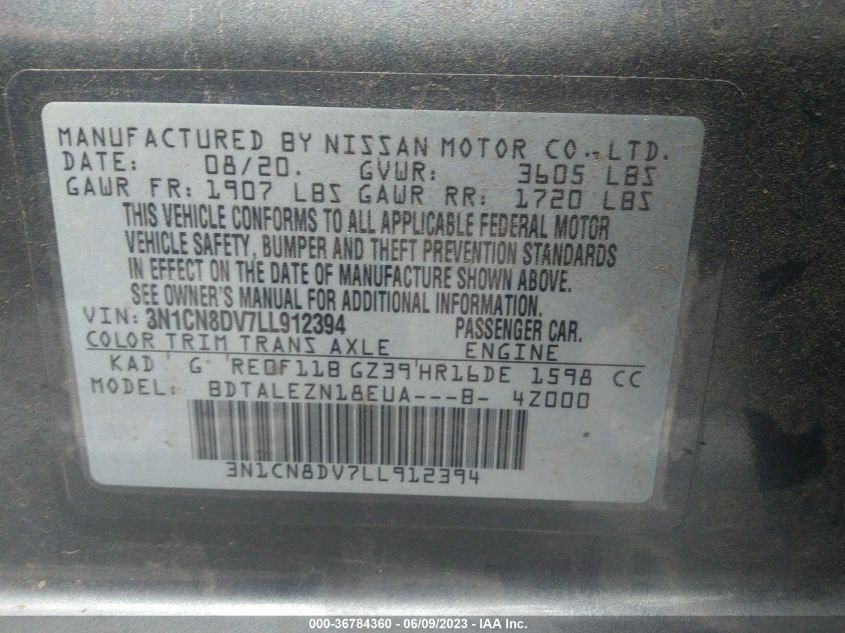 MANUFACTURED BY NISSAN MOTOR CO.,LTD.
DATE: 08/20. GVWR: 3605 LBS
GAWR FR: 1907 LBS GAWR RR: 1720 LBS
THIS VEHICLE CONFORMS TO ALL APPLICABLE FEDERAL MOTOR
VEHICLE SAFETY, BUMPER AND THEFT PREVENTION STANDARDS
IN EFFECT ON THE DATE OF MANUFACTURE SHOWN ABOVE.
SEE OWNER'S MANUAL FOR ADDITIONAL INFORMATION.
VIN: 3N1CN8DV7LL912394 PASSENGER CAR.
COLOR TRIM TRANS AXLE ENGINE
KAD ' G ' RE0F11B GZ39 ' HR16DE 1598 CC
MODEL: BDTALEZN18EUA---B- 4Z000
3N1CN8DV7LL912394
000-36784360 - 06/09/2023 - IAA Inc.